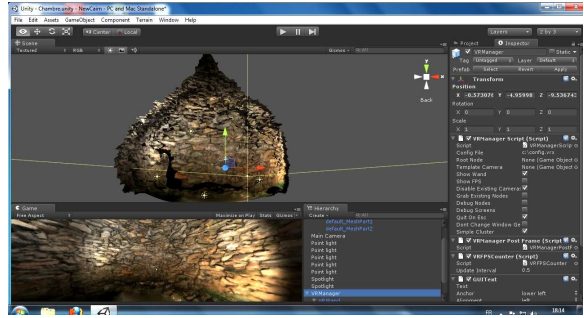 Unity - Chambre.unity - NewCairn - PC and Mac Standalone*
File Edit Assets GameObject Component Terrain Window Help
Center Local
Layers 2 by 3
Scene
Textured RGB
Gizmos
y
x
Back
Game
Free Aspect Maximize on Play Stats Gizmos
Hierarchy
Create
default_MeshPart2
default_MeshPart2
Main Camera
Point light
Point light
Point light
Point light
Spotlight
Spotlight
VRManager
Project Inspector
VRManager Static
Tag Untagged Layer Default
Prefab Select Revert Apply
Transform
Position
Y -4.95998
Rotation
X 0 Y 0 Z 0
Scale
X 1 Y 1 Z 1
VRManager Script (Script)
Script VRManagerScrip
Config File c:\config.vrx
Root Node None (Game Object)
Template Camera None (Game Object)
Show Wand
Show FPS
Disable Existing Cameras
Grab Existing Nodes
Debug Nodes
Debug Screens
Quit On Esc
Dont Change Window Ge
Simple Cluster
VRManager Post Frame (Script)
Script VRManagerPostF
VRFPSCounter (Script)
Script VRFPSCounter
Update Interval 0.5
GUIText
Text
Anchor lower left
Alignment left
FR 18:14